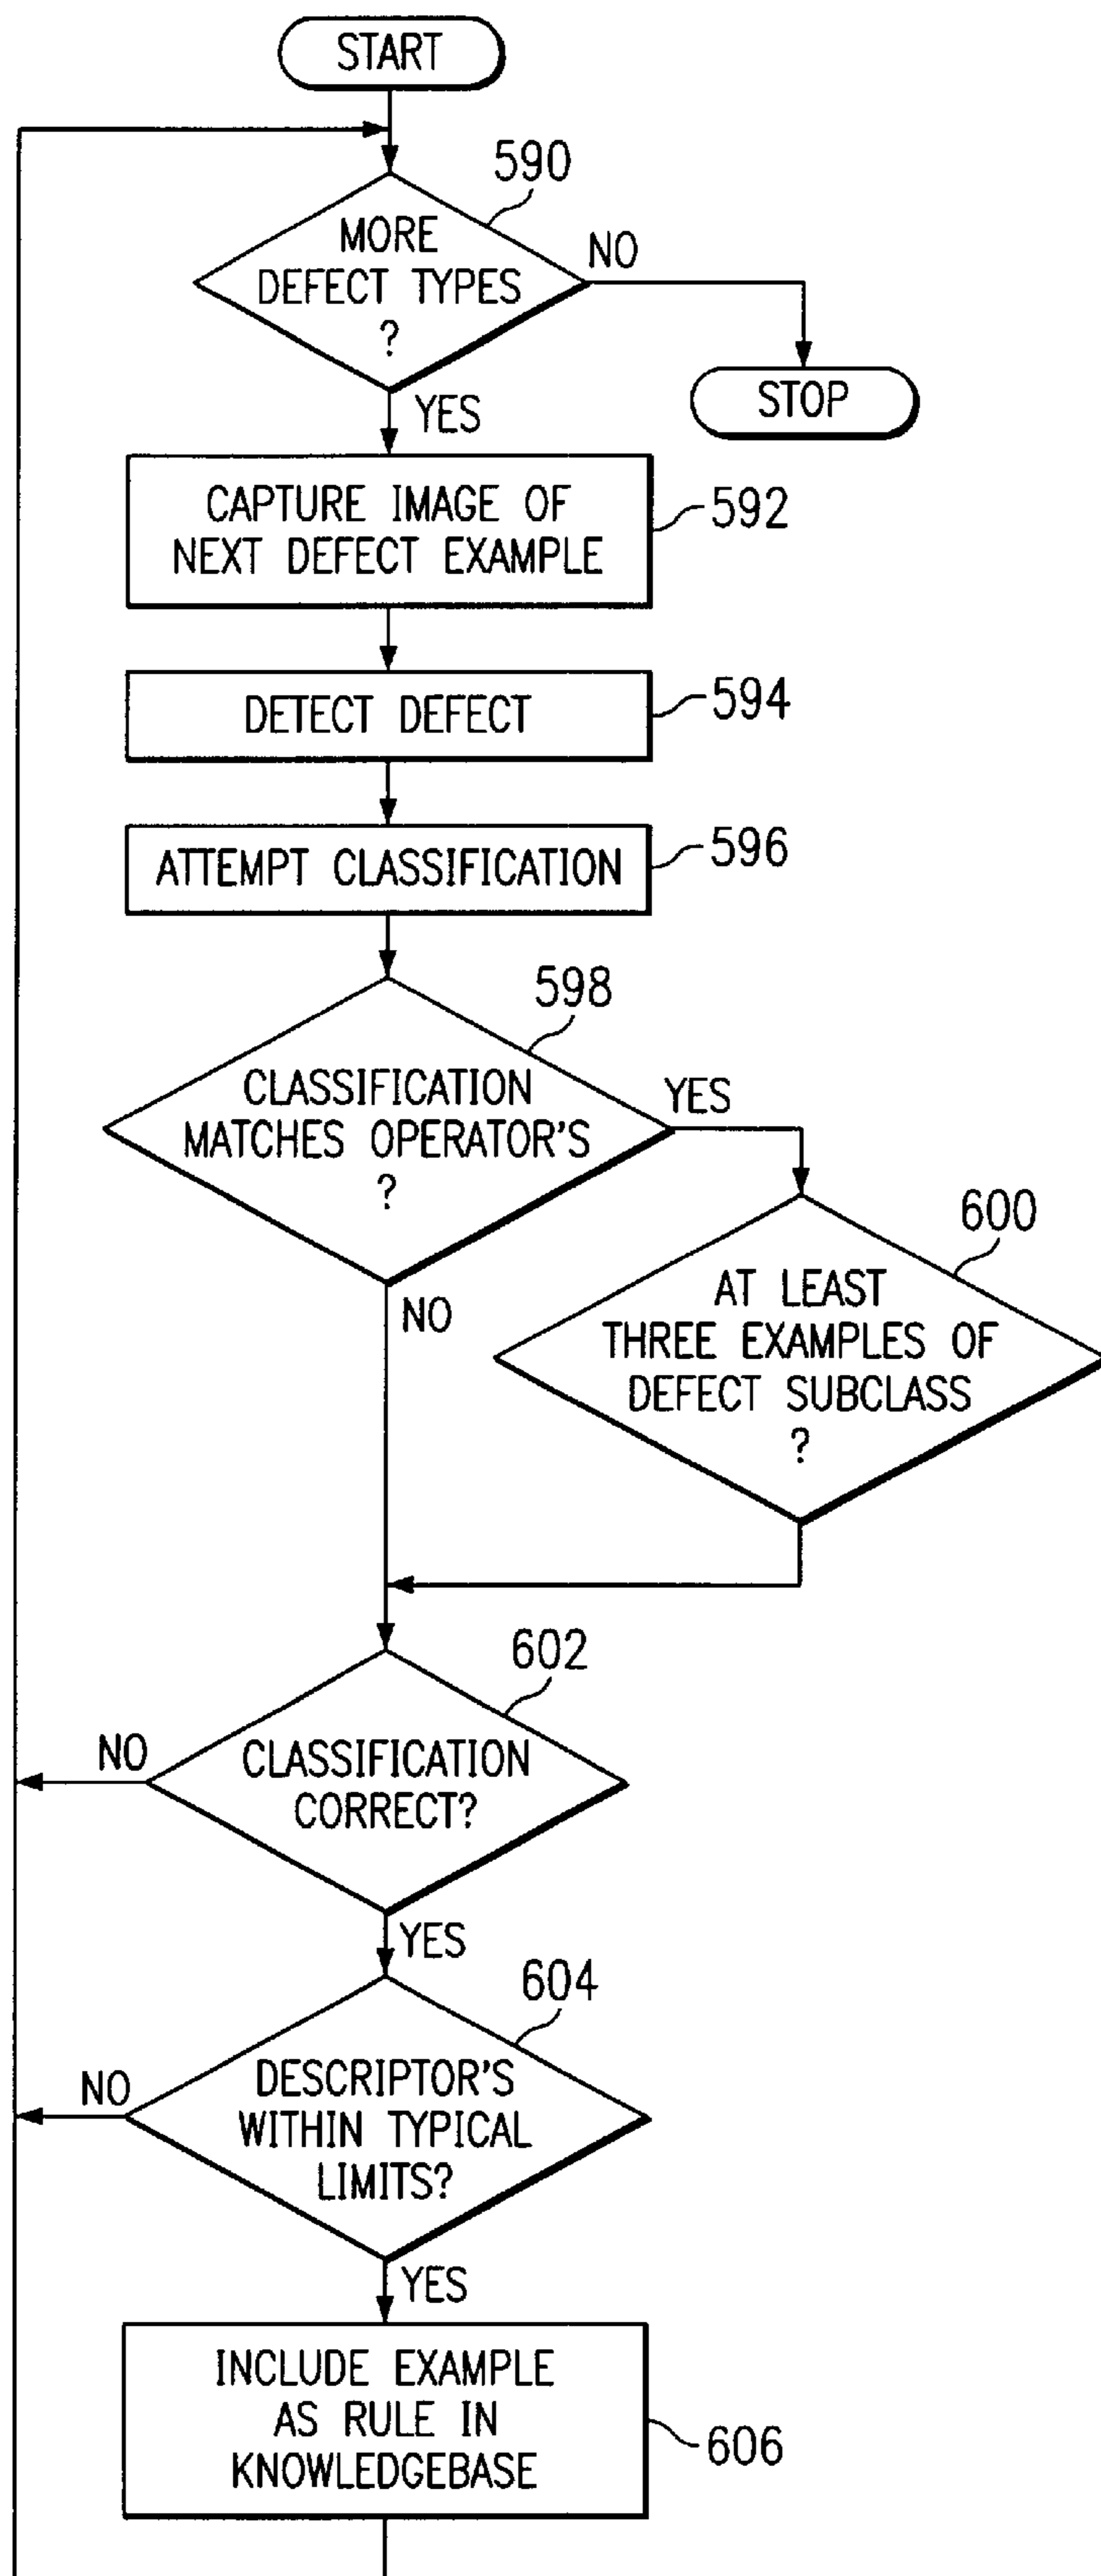 START
590
MORE
DEFECT TYPES
?
NO
STOP
YES
CAPTURE IMAGE OF
NEXT DEFECT EXAMPLE
592
DETECT DEFECT
594
ATTEMPT CLASSIFICATION
596
598
CLASSIFICATION
MATCHES OPERATOR'S
?
YES
NO
600
AT LEAST
THREE EXAMPLES OF
DEFECT SUBCLASS
?
602
CLASSIFICATION
CORRECT?
NO
YES
604
DESCRIPTOR'S
WITHIN TYPICAL
LIMITS?
NO
YES
INCLUDE EXAMPLE
AS RULE IN
KNOWLEDGEBASE
606